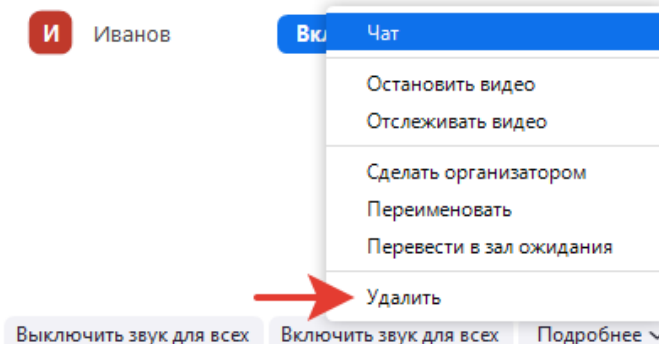 И Иванов Вкл
Чат
Остановить видео
Отслеживать видео
Сделать организатором
Переименовать
Перевести в зал ожидания
Удалить
Выключить звук для всех Включить звук для всех Подробнее